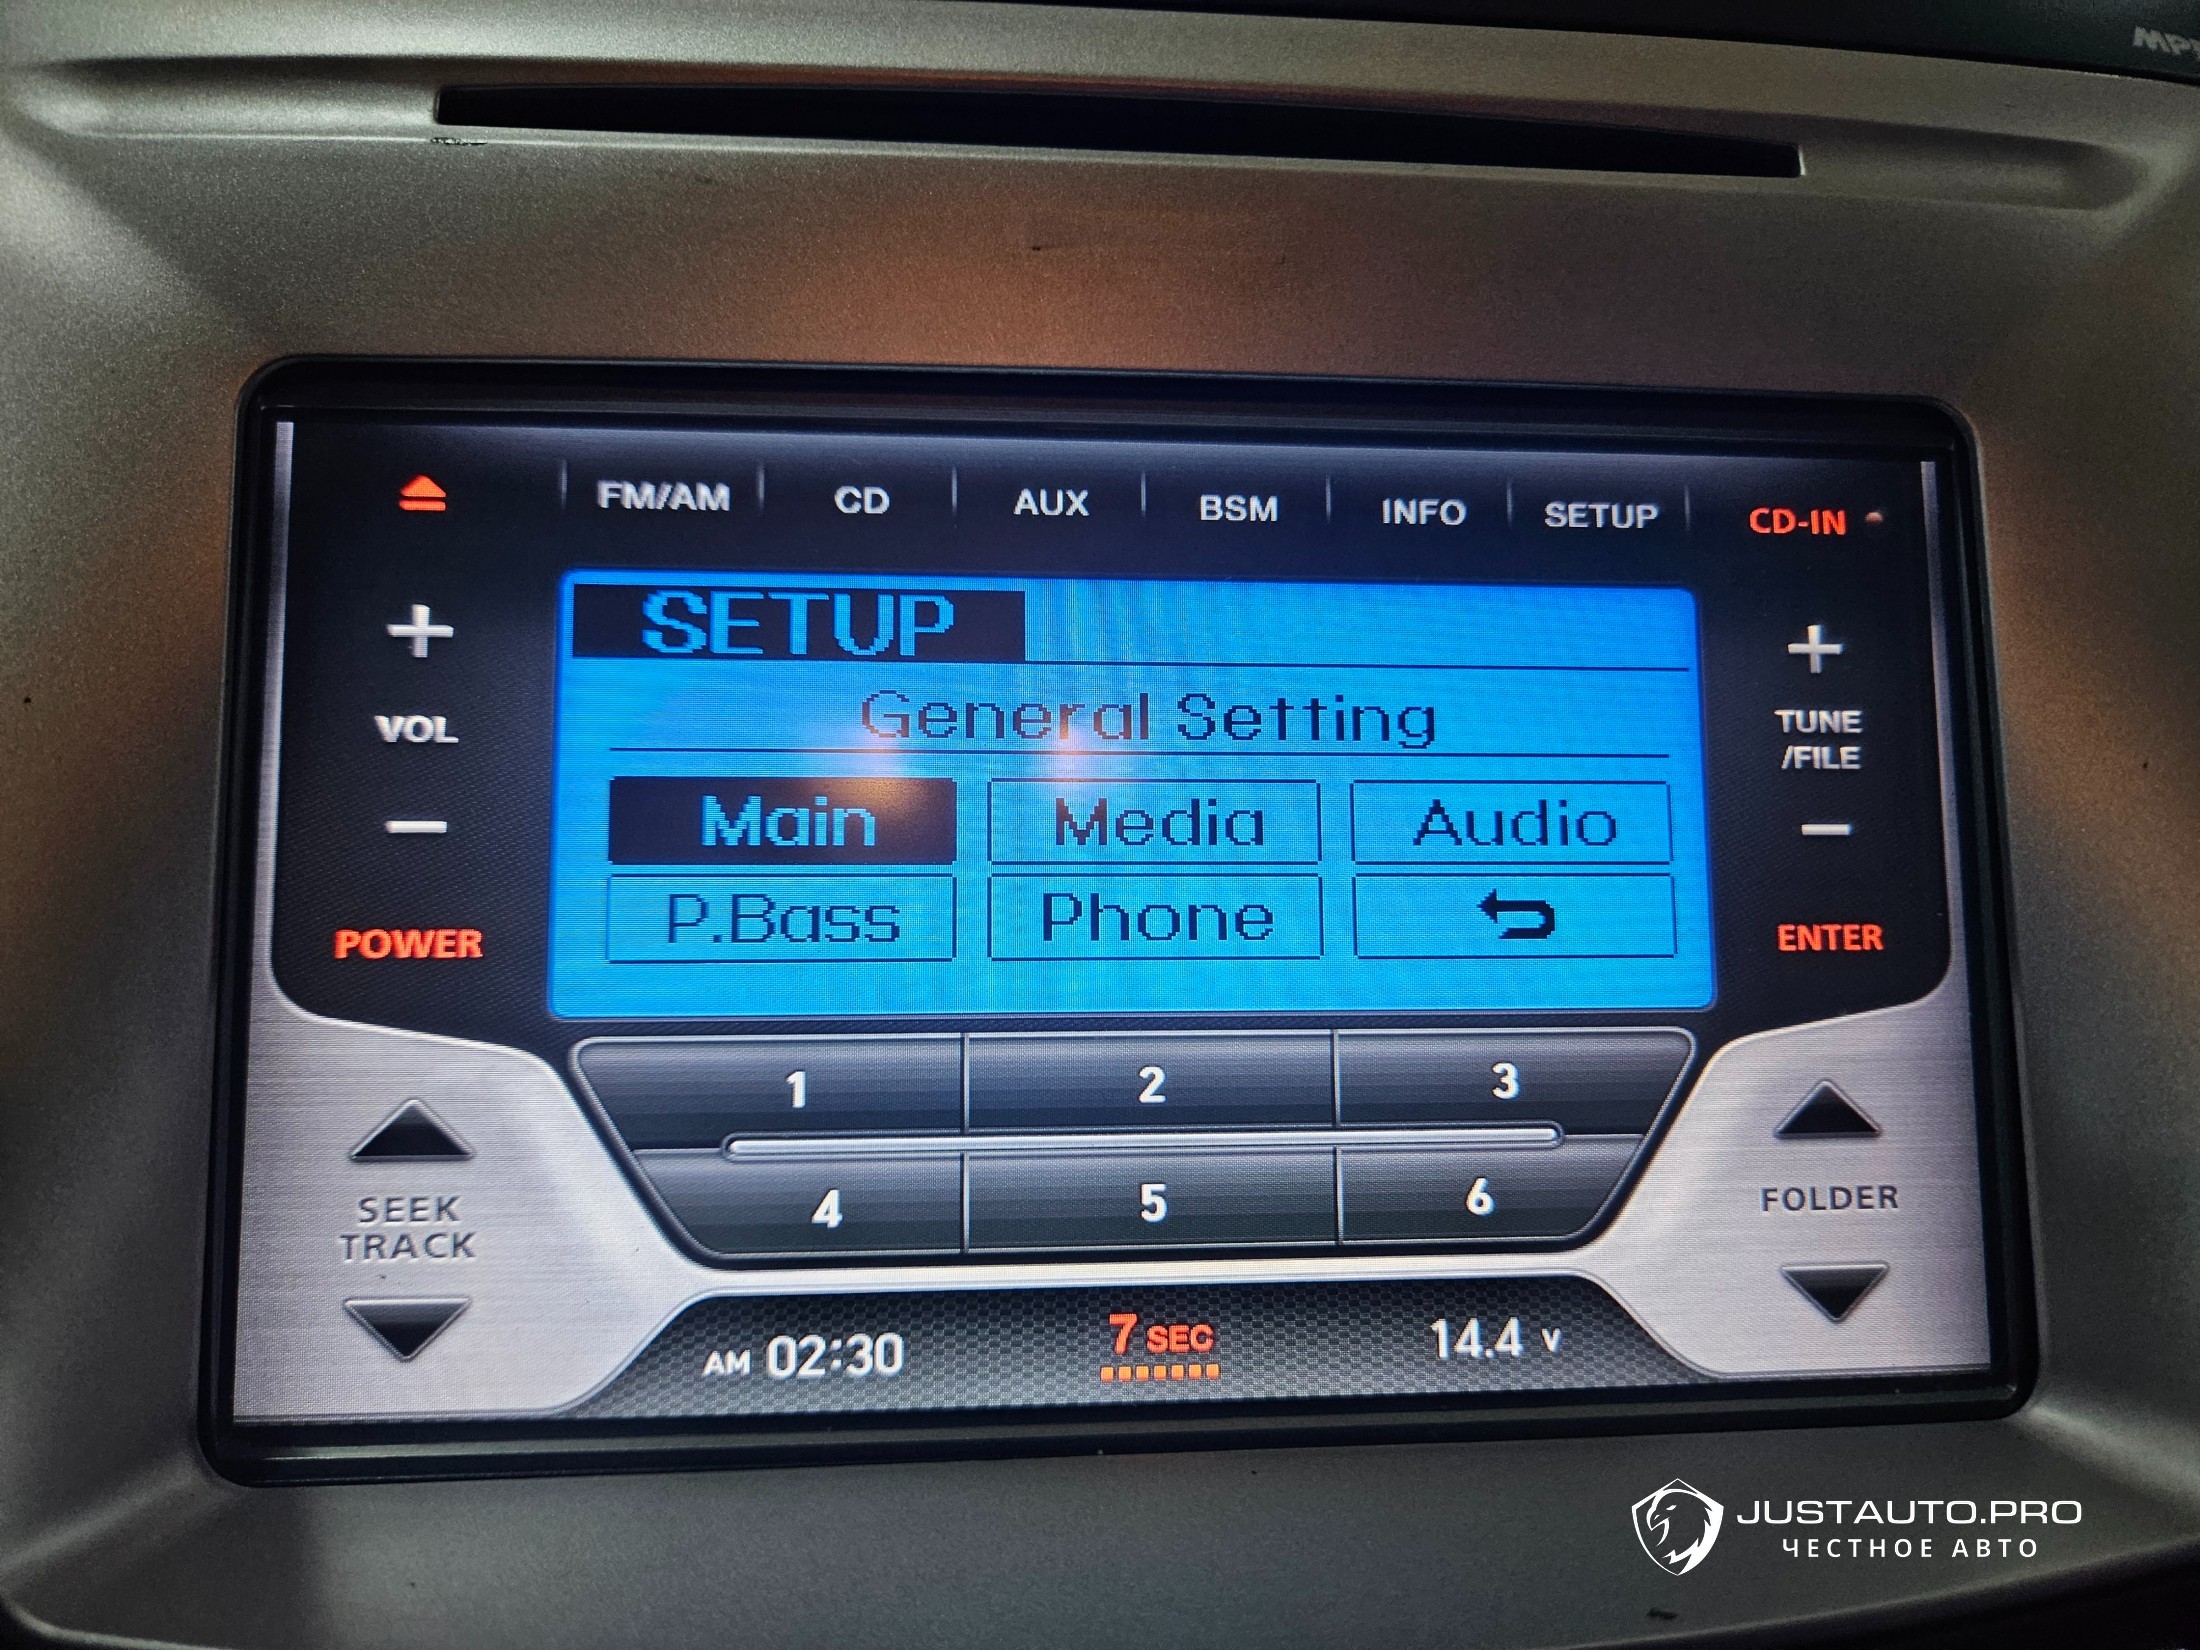 FM/AM CD AUX BSM INFO SETUP CD-IN
SETUP
General Setting
Main Media Audio
P.Bass Phone
+
VOL
−
POWER
+
TUNE
/FILE
−
ENTER
1 2 3
4 5 6
SEEK
TRACK
FOLDER
AM 02:30 7 SEC 14.4 V
JUSTAUTO.PRO
ЧЕСТНОЕ АВТО